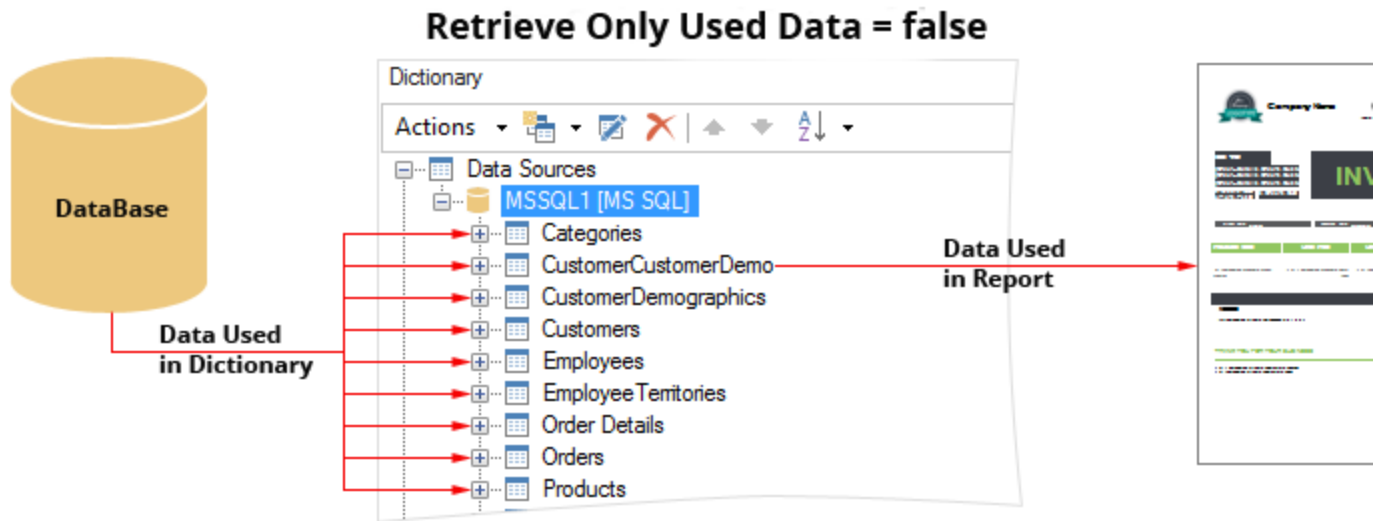 Retrieve Only Used Data = false
Dictionary
Actions
A
Z
Data Sources
MSSQL1 [MS SQL]
Categories
CustomerCustomerDemo
CustomerDemographics
Customers
Employees
EmployeeTerritories
Order Details
Orders
Products
DataBase
Data Used
in Dictionary
Data Used
in Report
Company Name
INV